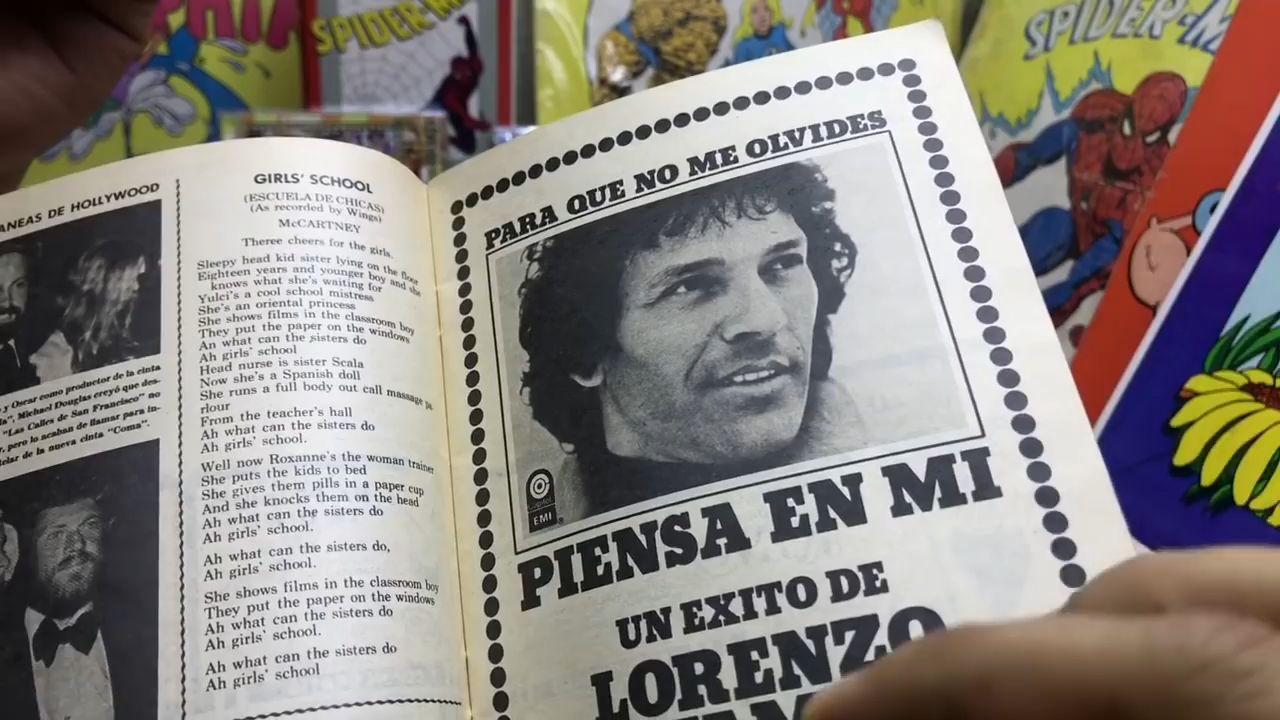 SPIDER-M
SPIDER-M
ANEAS DE HOLLYWOOD
y Oscar como productor de la cinta
la", Michael Douglas creyó que des-
"Las Calles de San Francisco" no
r, pero lo acaban de llamar para in-
telar de la nueva cinta "Coma".
GIRLS' SCHOOL
(ESCUELA DE CHICAS)
(As recorded by Wings)
McCARTNEY
Theree cheers for the girls.
Sleepy head kid sister lying on the floor
Eighteen years and younger boy and she
knows what she's waiting for
Yulci's a cool school mistress
She's an oriental princess
She shows films in the classroom boy
They put the paper on the windows
An what can the sisters do
Ah girls' school
Head nurse is sister Scala
Now she's a Spanish doll
She runs a full body out call massage pa
rlour
From the teacher's hall
Ah what can the sisters do
Ah girls' school.
Well now Roxanne's the woman trainer
She puts the kids to bed
She gives them pills in a paper cup
And she knocks them on the head
Ah what can the sisters do
Ah girls' school.
Ah what can the sisters do,
Ah girls' school.
She shows films in the classroom boy
They put the paper on the windows
Ah what can the sisters do
Ah girls' school.
Ah what can the sisters do
Ah girls' school
PARA QUE NO ME OLVIDES
Capitol
EMI
PIENSA EN MI
UN EXITO DE
LORENZO